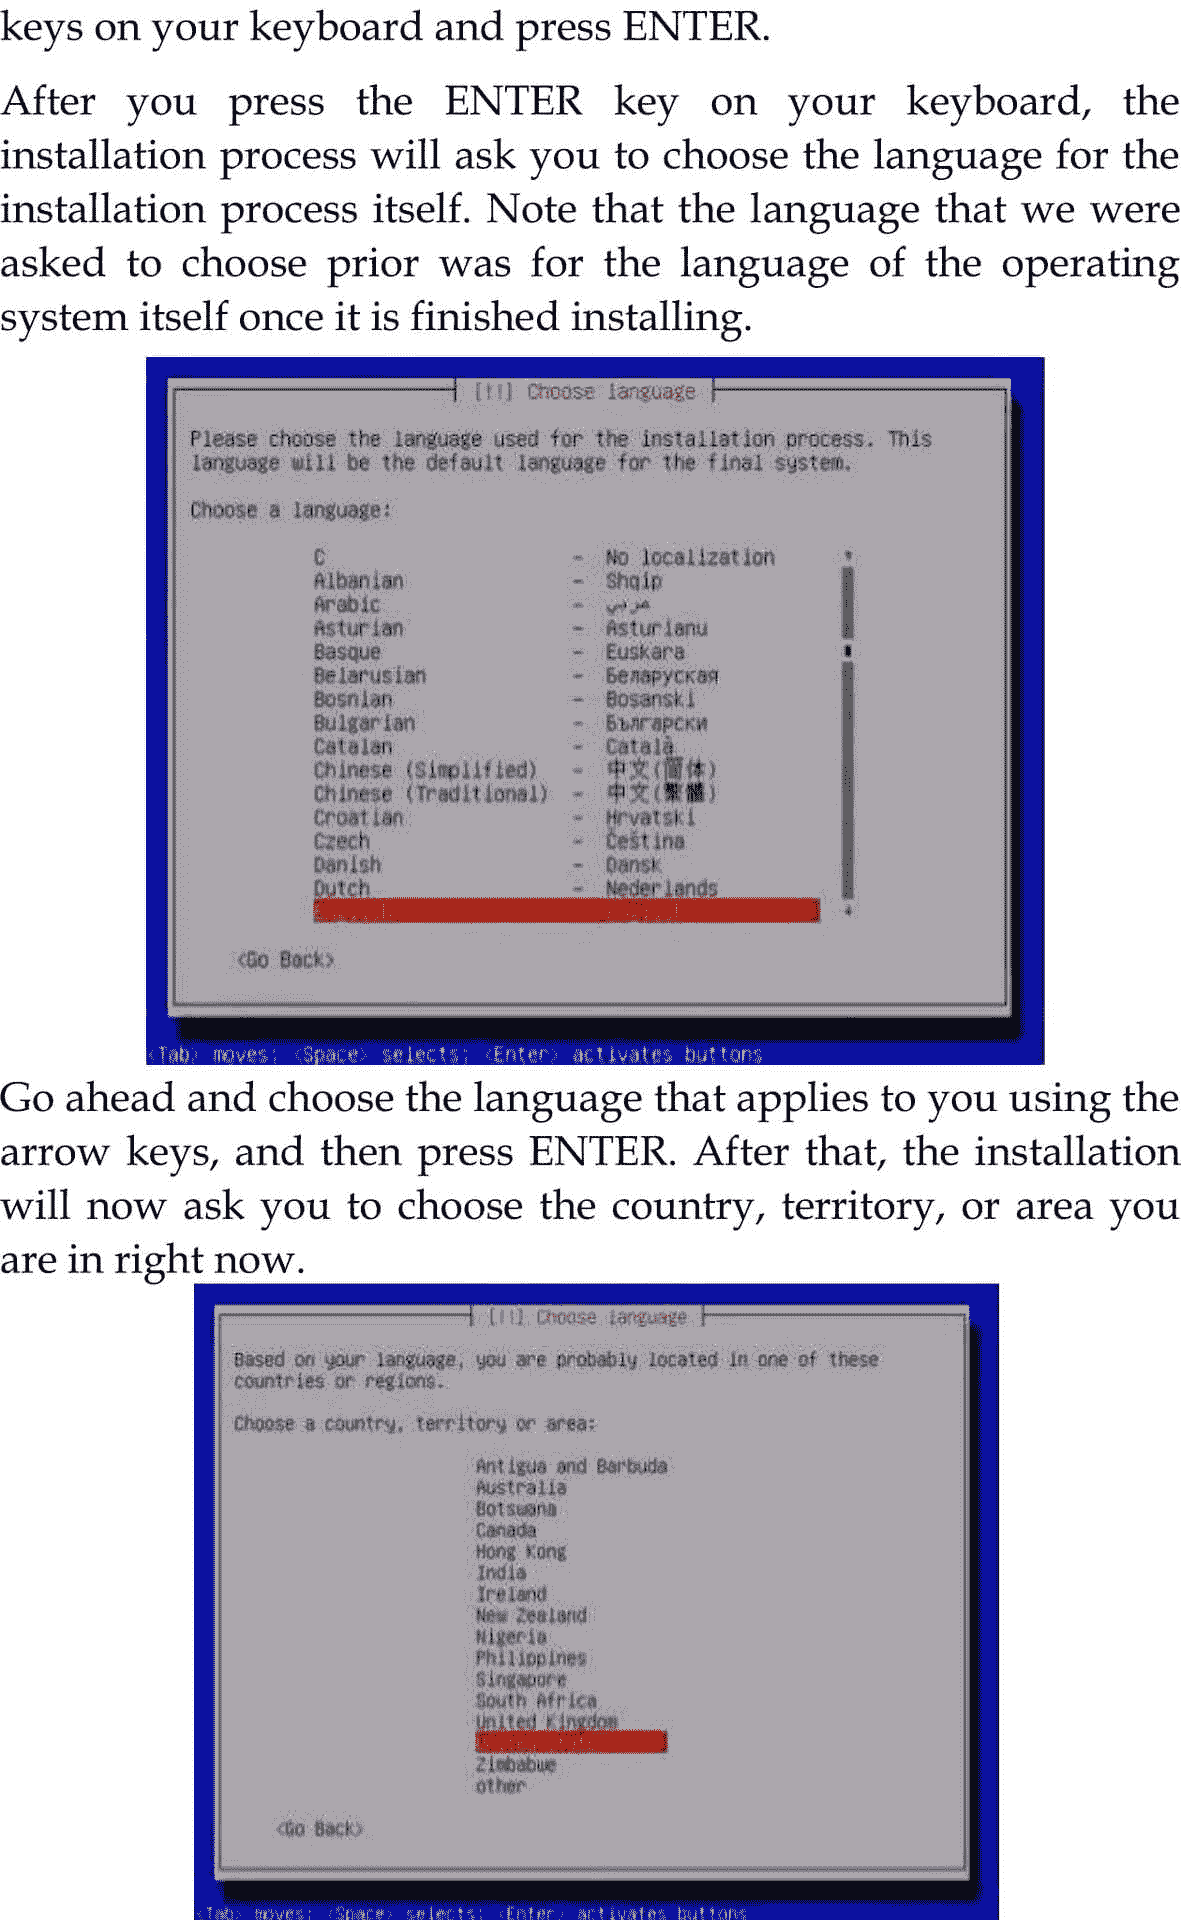 keys on your keyboard and press ENTER.
After you press the ENTER key on your keyboard, the
installation process will ask you to choose the language for the
installation process itself. Note that the language that we were
asked to choose prior was for the language of the operating
system itself once it is finished installing.
[!!] Choose language
Please choose the language used for the installation process. This
language will be the default language for the final system.
Choose a language:
C - No localization
Albanian - Shqip
Arabic - عربي
Asturian - Asturianu
Basque - Euskara
Belarusian - Беларуская
Bosnian - Bosanski
Bulgarian - Български
Catalan - Català
Chinese (Simplified) - 中文(简体)
Chinese (Traditional) - 中文(繁體)
Croatian - Hrvatski
Czech - Čeština
Danish - Dansk
Dutch - Nederlands
<Go Back>
<Tab> moves; <Space> selects; <Enter> activates buttons
Go ahead and choose the language that applies to you using the
arrow keys, and then press ENTER. After that, the installation
will now ask you to choose the country, territory, or area you
are in right now.
[!!] Choose language
Based on your language, you are probably located in one of these
countries or regions.
Choose a country, territory or area:
Antigua and Barbuda
Australia
Botswana
Canada
Hong Kong
India
Ireland
New Zealand
Nigeria
Philippines
Singapore
South Africa
United Kingdom
Zimbabwe
other
<Go Back>
<Tab> moves; <Space> selects; <Enter> activates buttons